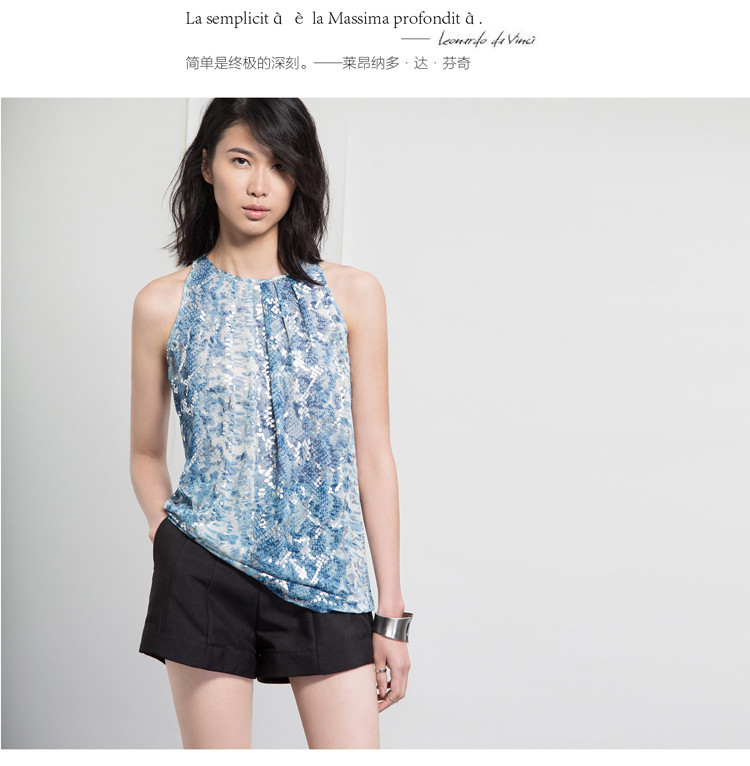 La semplicit à è la Massima profondit à .
—— Leonardo da Vinci
简单是终极的深刻。——莱昂纳多 · 达 · 芬奇